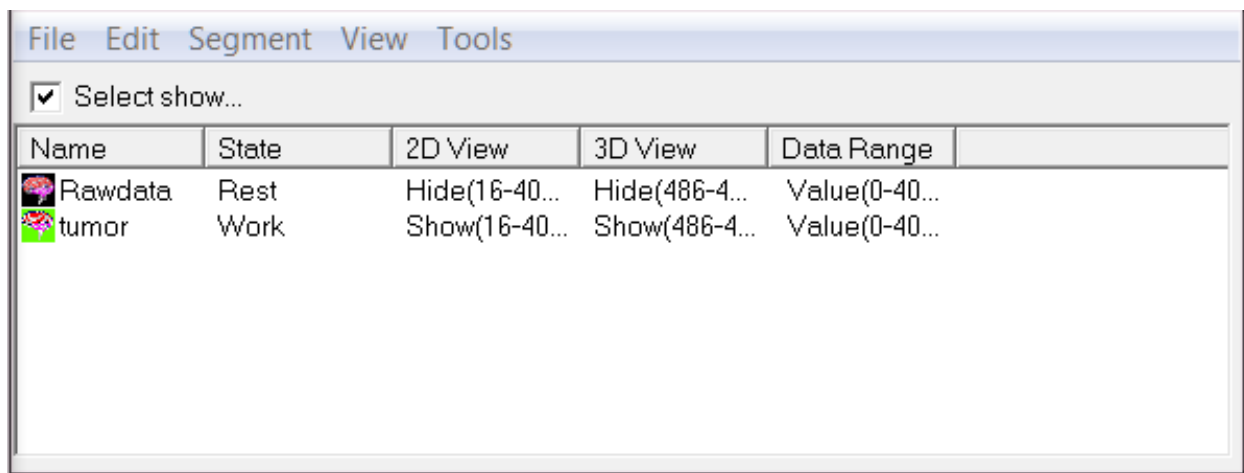 File Edit Segment View Tools
Select show...
Name State 2D View 3D View Data Range
Rawdata Rest Hide(16-40... Hide(486-4... Value(0-40...
tumor Work Show(16-40... Show(486-4... Value(0-40...